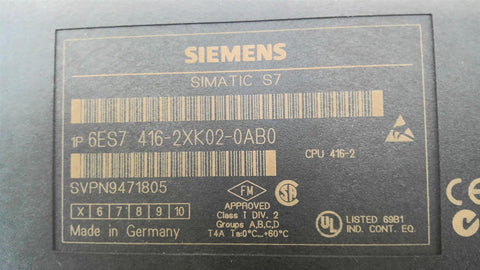 SIEMENS
SIMATIC S7
1P 6ES7 416-2XK02-0AB0
CPU 416-2
SVPN9471805
X 6 7 8 9 10
Made in Germany
FM
APPROVED
Class I DIV. 2
Groups A,B,C,D
T4A Ta:0°C...+60°C
UL
LISTED 69B1
IND. CONT. EQ.
CE
N